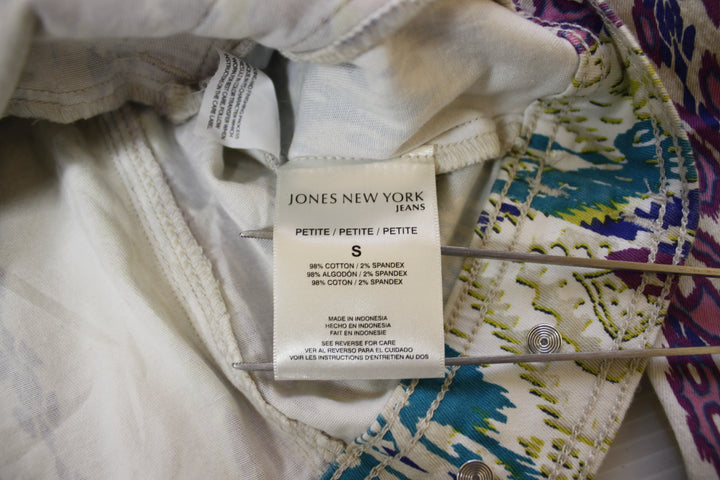 JONES NEW YORK
JEANS
PETITE / PETITE / PETITE
S
98% COTTON / 2% SPANDEX
98% ALGODÓN / 2% SPANDEX
98% COTON / 2% SPANDEX
MADE IN INDONESIA
HECHO EN INDONESIA
FAIT EN INDONESIE
SEE REVERSE FOR CARE
VER AL REVERSO PARA EL CUIDADO
VOIR LES INSTRUCTIONS D'ENTRETIEN AU DOS